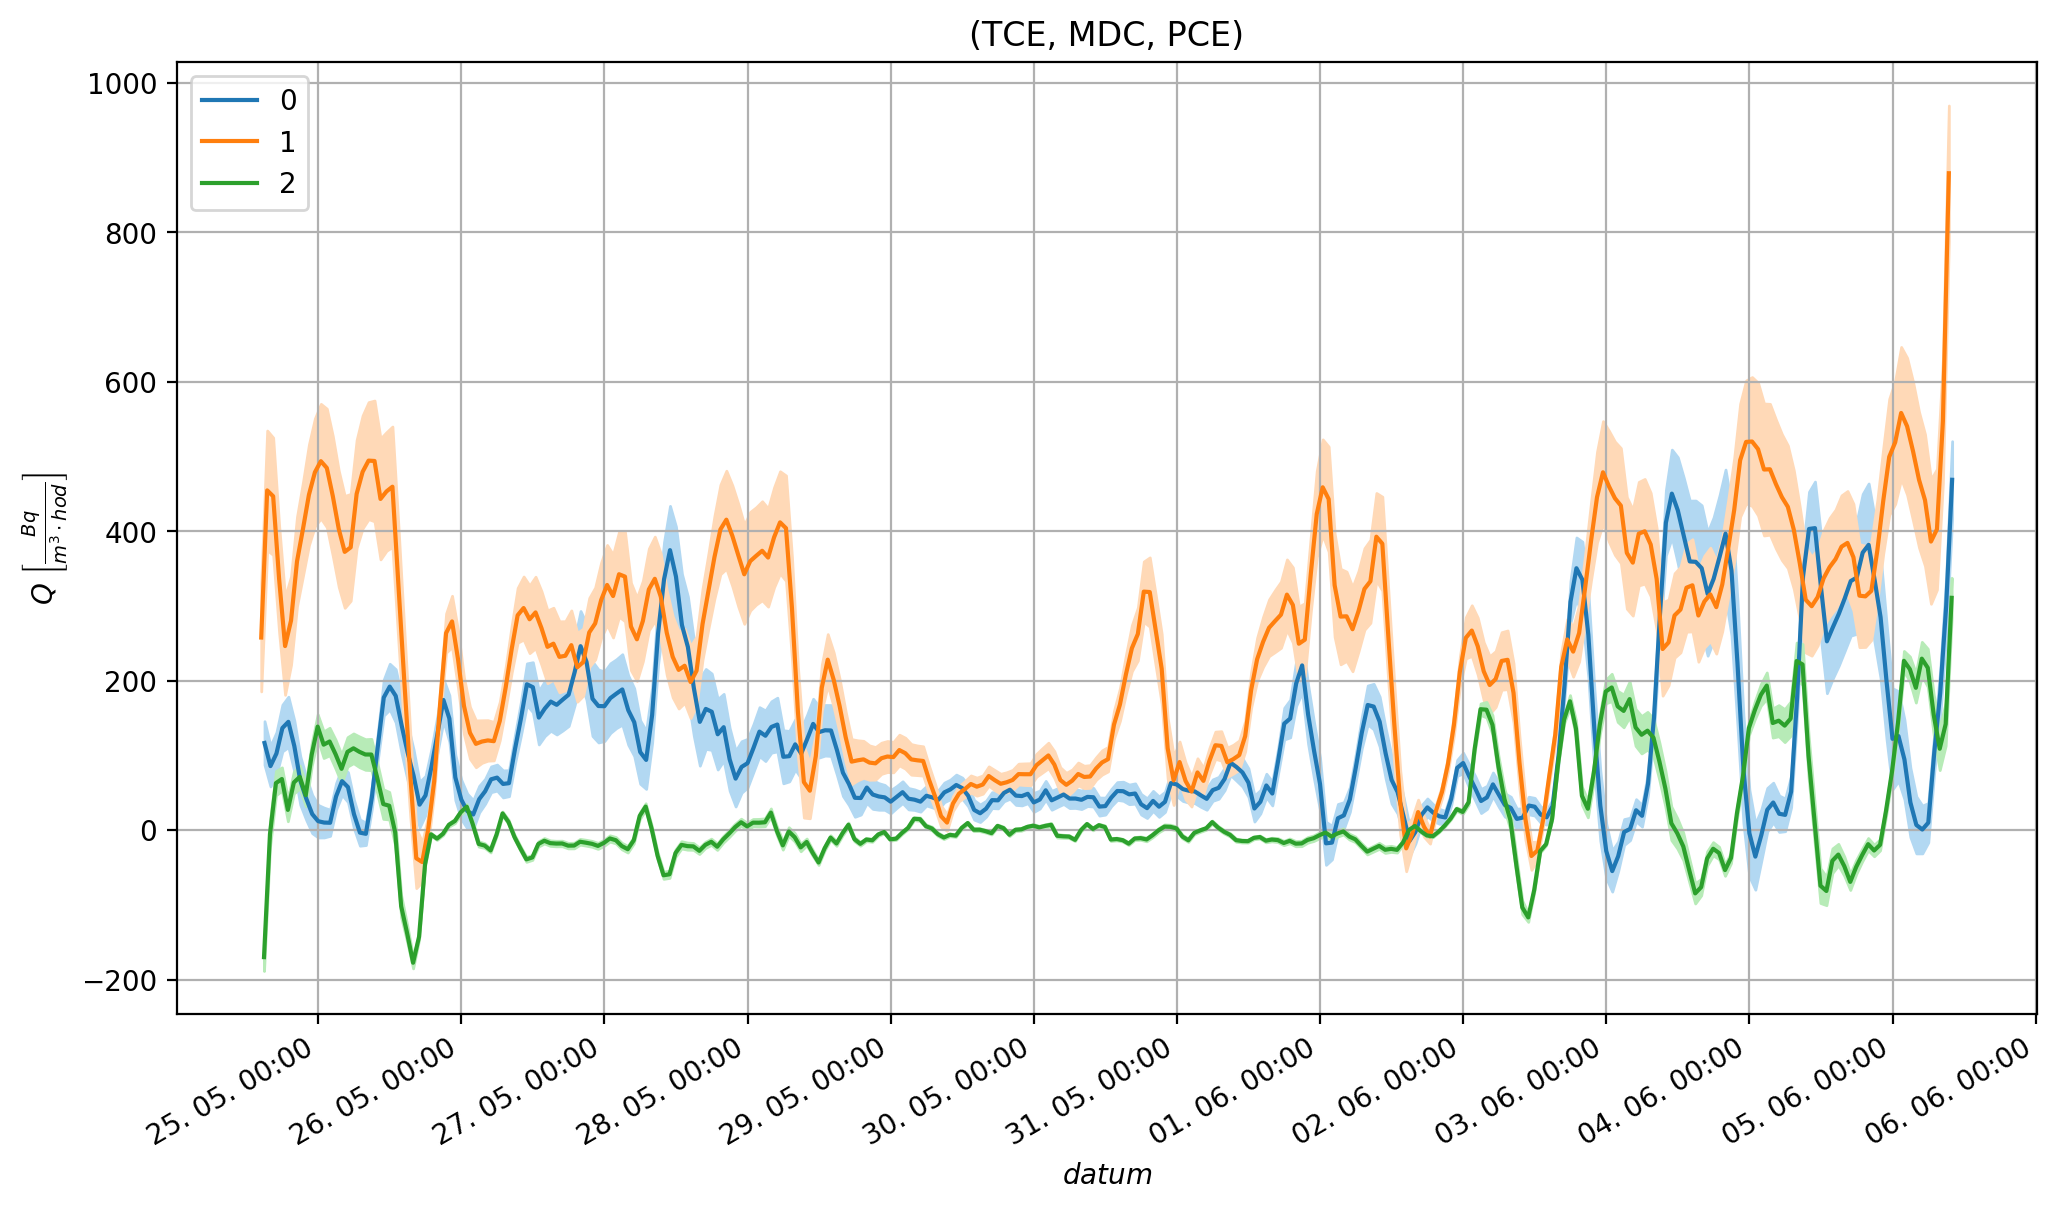 (TCE, MDC, PCE)
1000
800
600
400
200
0
−200
0
1
2
Q [Bq / m³ · hod]
25. 05. 00:00
26. 05. 00:00
27. 05. 00:00
28. 05. 00:00
29. 05. 00:00
30. 05. 00:00
31. 05. 00:00
01. 06. 00:00
02. 06. 00:00
03. 06. 00:00
04. 06. 00:00
05. 06. 00:00
06. 06. 00:00
datum